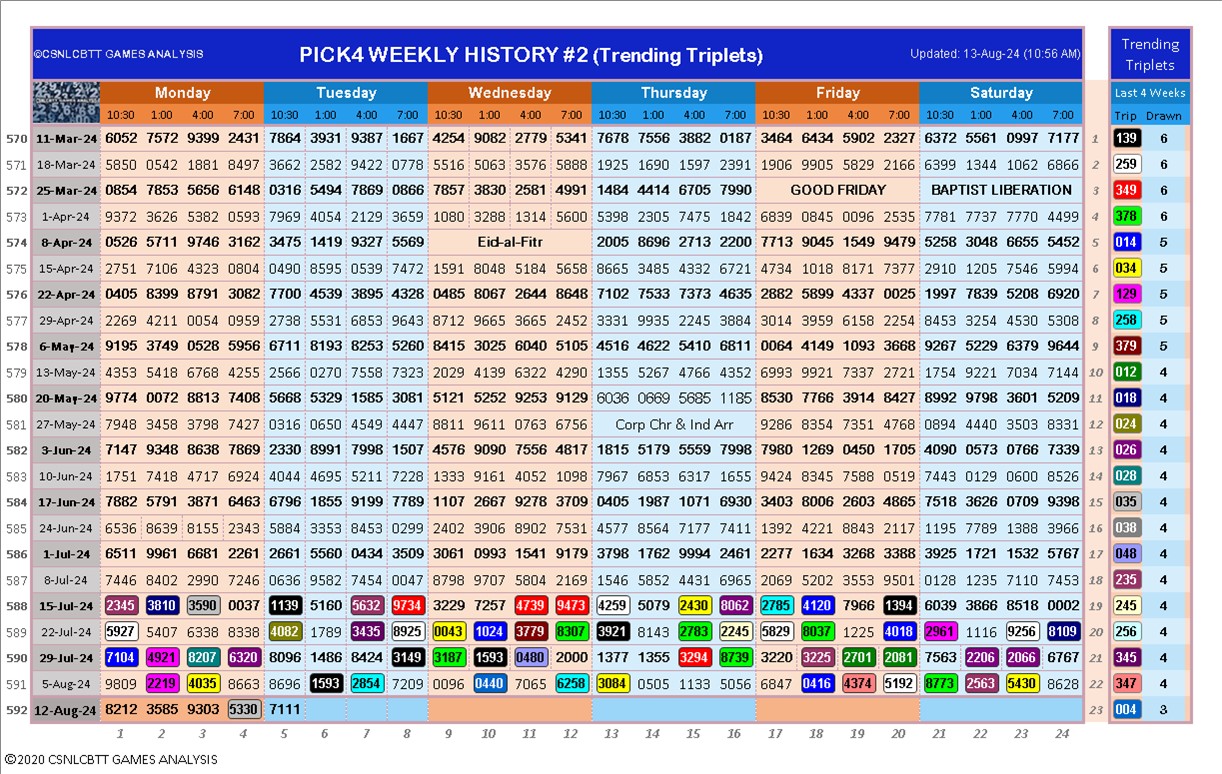 ©CSNLCBTT GAMES ANALYSIS PICK4 WEEKLY HISTORY #2 (Trending Triplets) Updated: 13-Aug-24 (10:56 AM) Trending
Triplets
Monday Tuesday Wednesday Thursday Friday Saturday Last 4 Weeks
10:30 1:00 4:00 7:00 10:30 1:00 4:00 7:00 10:30 1:00 4:00 7:00 10:30 1:00 4:00 7:00 10:30 1:00 4:00 7:00 10:30 1:00 4:00 7:00 Trip Drawn
570 11-Mar-24 6052 7572 9399 2431 7864 3931 9387 1667 4254 9082 2779 5341 7678 7556 3882 0187 3464 6434 5902 2327 6372 5561 0997 7177 1 139 6
571 18-Mar-24 5850 0542 1881 8497 3662 2582 9422 0776 5516 5063 3576 5888 1925 1690 1597 2391 1906 9905 5829 2166 6399 1344 1062 6866 2 259 6
572 25-Mar-24 0854 7853 5656 6148 0316 5494 7869 0866 7857 3830 2581 4991 1484 4414 6705 7990 GOOD FRIDAY BAPTIST LIBERATION 3 349 6
573 1-Apr-24 9372 3626 5382 0593 7969 4054 2129 3659 1080 3288 1314 5600 5398 2305 7475 1842 6839 0845 0096 2535 7781 7737 7770 4499 4 378 6
574 8-Apr-24 0526 5711 9746 3162 3475 1419 9327 5569 Eid-al-Fitr 2005 8696 2713 2200 7713 9045 1549 9479 5258 3048 6655 5452 5 014 5
575 15-Apr-24 2751 7106 4323 0804 0490 8595 0539 7472 1591 8048 5184 5658 8665 3485 4332 6721 4734 1018 8171 7377 2910 1205 7546 5994 6 034 5
576 22-Apr-24 0405 8399 8791 3082 7700 4539 3895 4328 0485 8067 2644 8648 7102 7533 7373 4635 2882 5899 4337 0025 1997 7839 5208 6920 7 129 5
577 29-Apr-24 2269 4211 0054 0959 2738 5531 6853 9643 8712 9665 3665 2452 3331 9935 2245 3884 3014 3959 6158 2254 8453 3254 4530 5308 8 258 5
578 6-May-24 9195 3749 0528 5956 6711 8193 8253 5260 8415 3025 6040 5105 4516 4622 5410 6811 0064 4149 1093 3668 9267 5229 6379 9644 9 379 5
579 13-May-24 4353 5418 6768 4255 2566 0270 7558 7323 2029 4139 6322 4290 1355 5267 4766 4352 6993 9921 7337 2721 1754 9221 7034 7144 10 012 4
580 20-May-24 9774 0072 8813 7408 5668 5329 1585 3081 5121 5252 9253 9129 6036 0669 5685 1185 8530 7766 3914 8427 8992 9798 3601 5209 11 018 4
581 27-May-24 7948 3458 3798 7427 0316 0650 4549 4447 8811 9611 0763 6756 Corp Chr & Ind Arr 9286 8354 7351 4768 0894 4440 3503 8331 12 024 4
582 3-Jun-24 7147 9348 8638 7869 2330 8991 7998 1507 4576 9090 7556 4817 1815 5179 5559 7998 7980 1269 0450 1705 4090 0573 0766 7339 13 026 4
583 10-Jun-24 1751 7418 4717 6924 4044 4695 5211 7228 3333 9161 4052 1098 7967 6853 6317 1655 9424 8345 7588 0519 7443 0129 0600 8526 14 028 4
584 17-Jun-24 7882 5791 3871 6463 6796 1855 9199 7789 1107 2667 9278 3709 0405 1987 1071 6930 3403 8006 2603 4865 7518 3626 0709 9398 15 035 4
585 24-Jun-24 6536 8639 8155 2343 5884 3353 8453 0299 2402 3906 8902 7531 4577 8564 7177 7411 1392 4221 8843 2117 1195 7789 1388 3966 16 038 4
586 1-Jul-24 6511 9961 6681 2261 2661 5560 0434 3509 3061 0993 1541 9179 3798 1762 9994 2461 2277 1634 3268 3388 3925 1721 1532 5767 17 048 4
587 8-Jul-24 7446 8402 2990 7246 0636 9582 7454 0047 8798 9707 5804 2169 1546 5852 4431 6965 2069 5202 3553 9501 0128 1235 7110 7453 18 235 4
588 15-Jul-24 2345 3810 3590 0037 1139 5160 5632 9734 3229 7257 4739 9473 4259 5079 2430 8062 2785 4120 7966 1394 6039 3866 8518 0002 19 245 4
589 22-Jul-24 5927 5407 6338 8338 4082 1789 3435 8925 0043 1024 3779 8307 3921 8143 2783 2245 5829 8037 1225 4018 2961 1116 9256 8109 20 256 4
590 29-Jul-24 7104 4921 8207 6320 8096 1486 8424 3149 3187 1593 0480 2000 1377 1355 3294 8739 3220 3225 2701 2081 7563 2206 2066 6767 21 345 4
591 5-Aug-24 9809 2219 4035 8663 8696 1593 2854 7209 0096 0440 7065 6258 3084 0505 1133 5056 6847 0416 4374 5192 8773 2563 5430 8628 22 347 4
592 12-Aug-24 8212 3585 9303 5330 7111 23 004 3
1 2 3 4 5 6 7 8 9 10 11 12 13 14 15 16 17 18 19 20 21 22 23 24
©2020 CSNLCBTT GAMES ANALYSIS